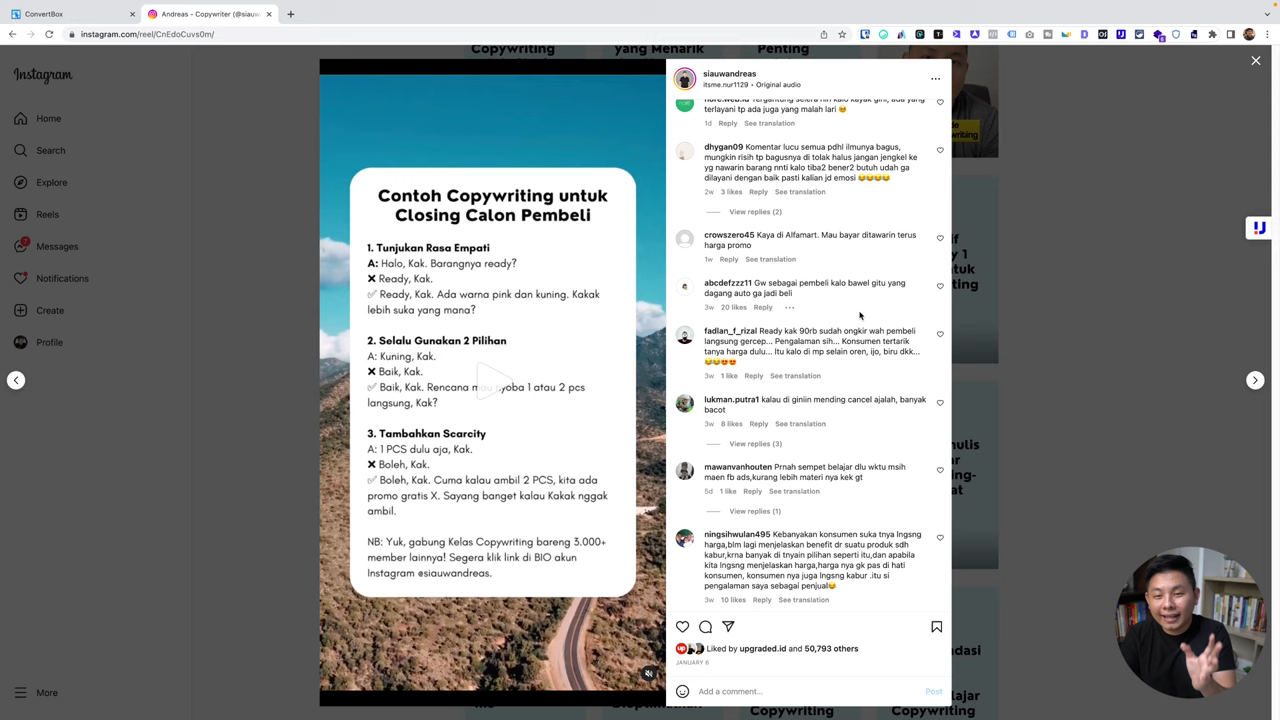 ConvertBox
Andreas - Copywriter (@siauw
instagram.com/reel/CnEdoCuvs0m/
Copywriting
yang Menarik
Penting
Instagram
Home
Search
Explore
Reels
7
Messages
Notifications
Create
Profile
More
Contoh Copywriting untuk
Closing Calon Pembeli
1. Tunjukan Rasa Empati
A: Halo, Kak. Barangnya ready?
❌ Ready, Kak.
✅ Ready, Kak. Ada warna pink dan kuning. Kakak
lebih suka yang mana?
2. Selalu Gunakan 2 Pilihan
A: Kuning, Kak.
❌ Baik, Kak.
✅ Baik, Kak. Rencana mau nyoba 1 atau 2 pcs
langsung, Kak?
3. Tambahkan Scarcity
A: 1 PCS dulu aja, Kak.
❌ Boleh, Kak.
✅ Boleh, Kak. Cuma kalau ambil 2 PCS, kita ada
promo gratis X. Sayang banget kalau Kakak nggak
ambil.
NB: Yuk, gabung Kelas Copywriting bareng 3.000+
member lainnya! Segera klik link di BIO akun
Instagram @siauwandreas.
siauwandreas
itsme.nur1129 • Original audio
terlayani tp ada juga yang malah lari
1d Reply See translation
dhygan09 Komentar lucu semua pdhl ilmunya bagus,
mungkin risih tp bagusnya di tolak halus jangan jengkel ke
yg nawarin barang nnti kalo tiba2 bener2 butuh udah ga
dilayani dengan baik pasti kalian jd emosi 😂😂😂😂
2w 3 likes Reply See translation
View replies (2)
crowszero45 Kaya di Alfamart. Mau bayar ditawarin terus
harga promo
1w Reply See translation
abcdefzzz11 Gw sebagai pembeli kalo bawel gitu yang
dagang auto ga jadi beli
3w 20 likes Reply ...
fadlan_f_rizal Ready kak 90rb sudah ongkir wah pembeli
langsung gercep... Pengalaman sih... Konsumen tertarik
tanya harga dulu... Itu kalo di mp selain oren, ijo, biru dkk...
😂😂😍😍
3w 1 like Reply See translation
lukman.putra1 kalau di giniin mending cancel ajalah, banyak
bacot
3w 8 likes Reply See translation
View replies (3)
mawanvanhouten Prnah sempet belajar dlu wktu msih
maen fb ads,kurang lebih materi nya kek gt
5d 1 like Reply See translation
View replies (1)
ningsihwulan495 Kebanyakan konsumen suka tnya lngsng
harga,blm lagi menjelaskan benefit dr suatu produk sdh
kabur,krna banyak di tnyain pilihan seperti itu,dan apabila
kita lngsng menjelaskan harga,harga nya gk pas di hati
konsumen, konsumen nya juga lngsng kabur .itu si
pengalaman saya sebagai penjual😂
3w 10 likes Reply See translation
Liked by upgraded.id and 50,793 others
JANUARY 6
Add a comment...
Post
Copywriting